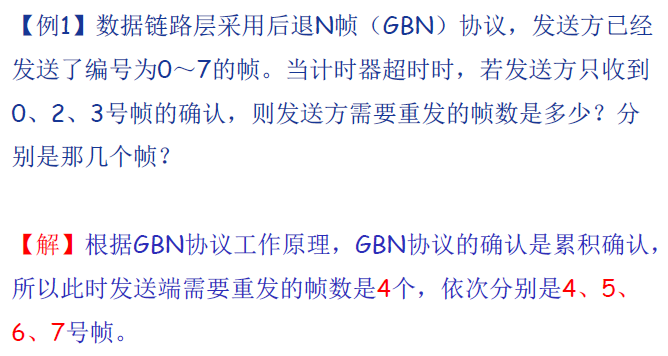 【例1】数据链路层采用后退N帧（GBN）协议，发送方已经
发送了编号为0～7的帧。当计时器超时时，若发送方只收到
0、2、3号帧的确认，则发送方需要重发的帧数是多少？分
别是那几个帧？
【解】根据GBN协议工作原理，GBN协议的确认是累积确认，
所以此时发送端需要重发的帧数是4个，依次分别是4、5、
6、7号帧。